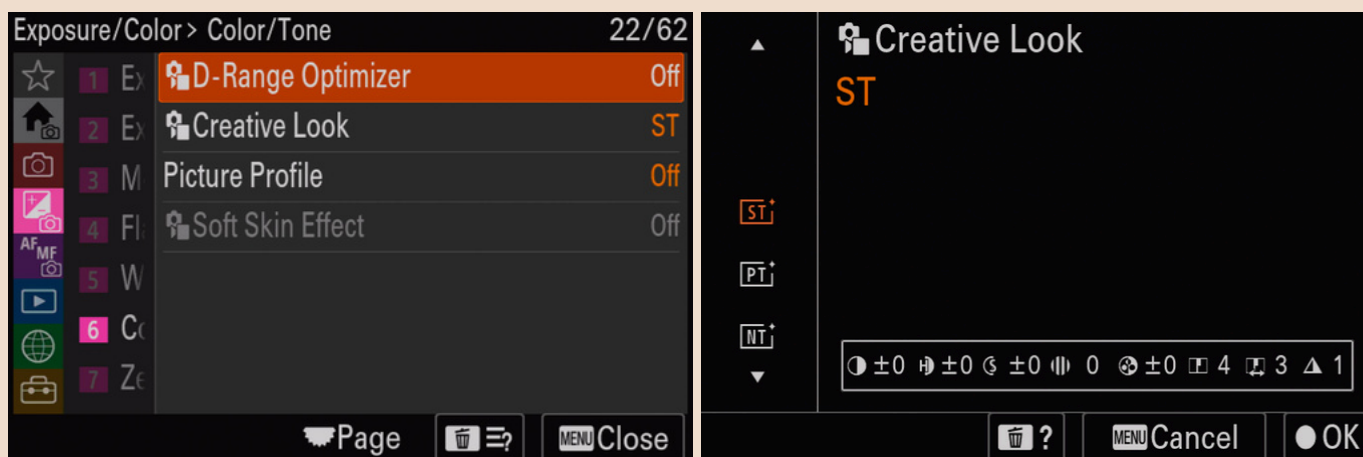 Exposure/Color > Color/Tone 22/62
1 Ex
D-Range Optimizer Off
2 Ex
Creative Look ST
3 M
Picture Profile Off
4 Fl
Soft Skin Effect Off
AF MF
5 W
6 Co
7 Ze
Page
?
MENU Close
Creative Look
ST
ST
PT
NT
±0 ±0 ±0 0 ±0 4 3 1
?
MENU Cancel
OK